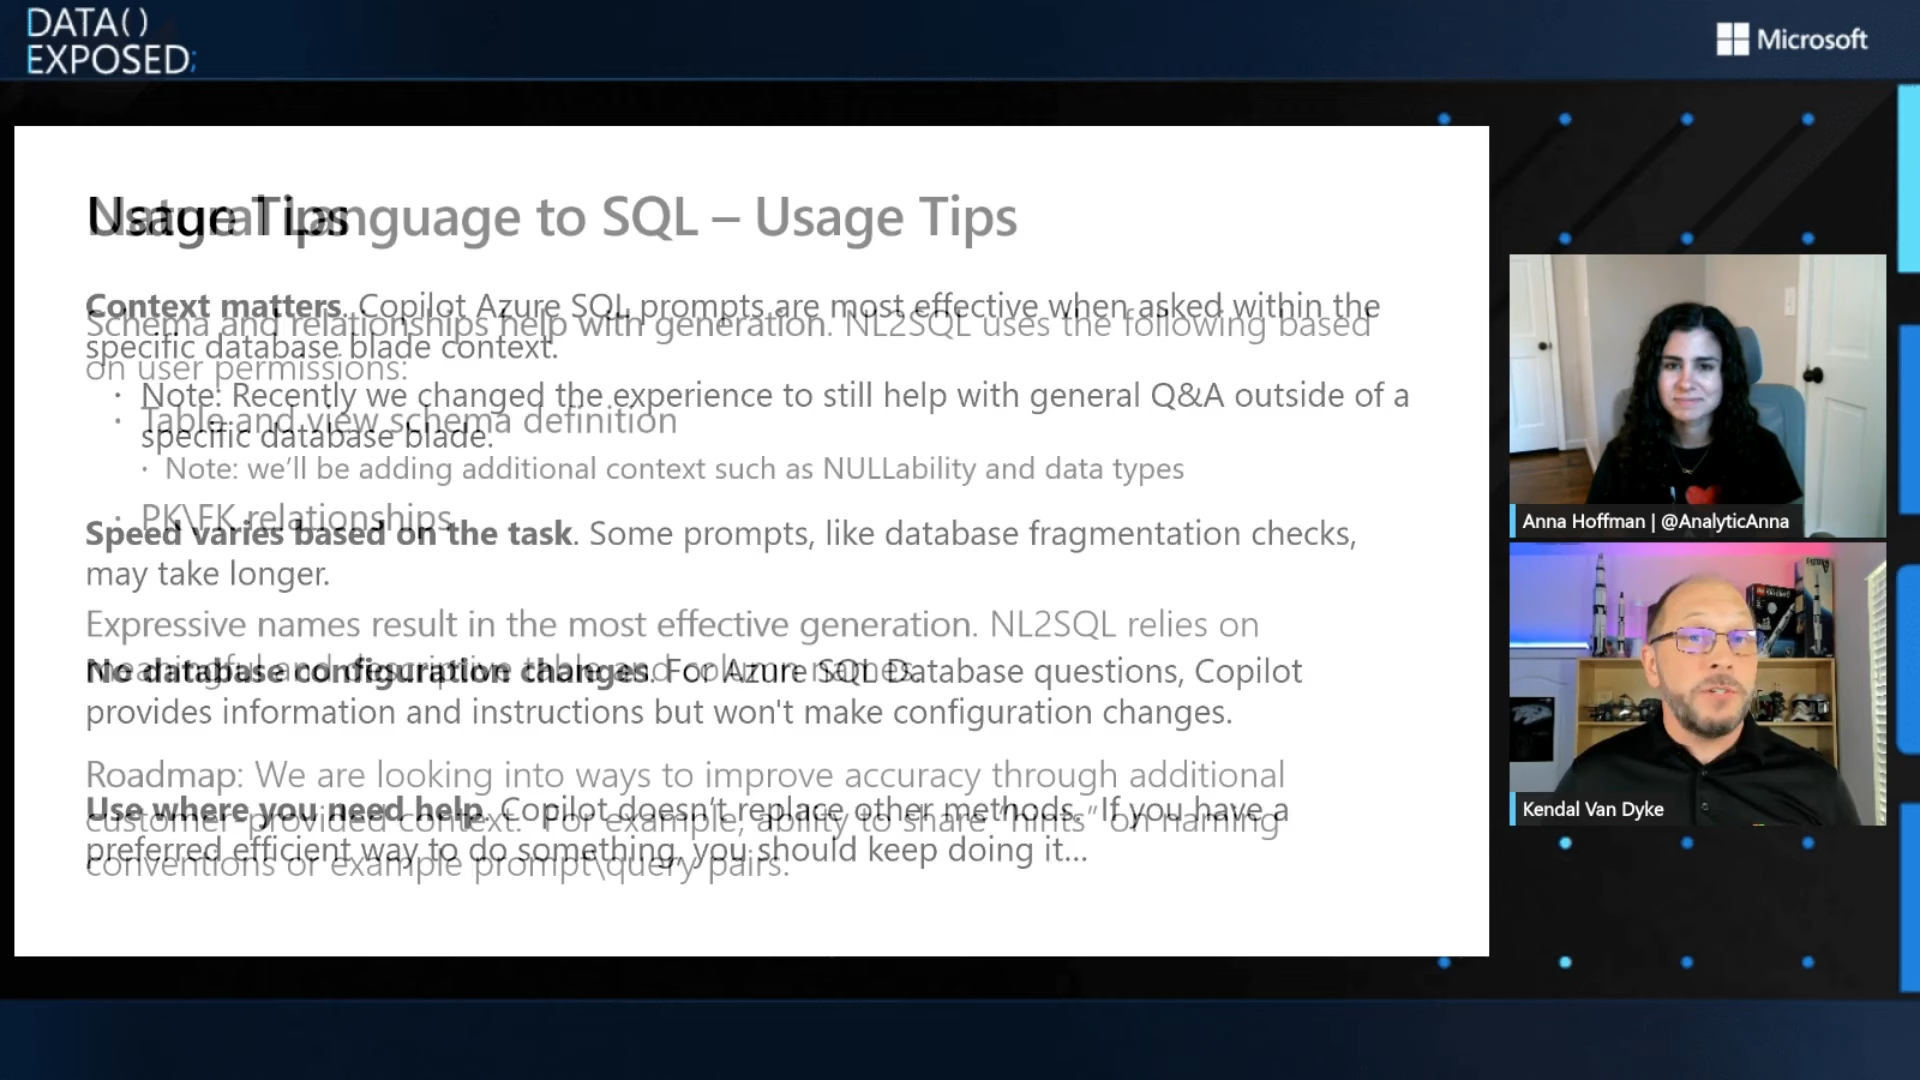 DATA()
EXPOSED;
Microsoft
Usage Tips
Natural Language to SQL – Usage Tips
Context matters. Copilot Azure SQL prompts are most effective when asked within the
specific database blade context.
Schema and relationships help with generation. NL2SQL uses the following based
on user permissions:
· Note: Recently we changed the experience to still help with general Q&A outside of a
specific database blade.
· Table and view schema definition
· Note: we’ll be adding additional context such as NULLability and data types
· PK\FK relationships
Speed varies based on the task. Some prompts, like database fragmentation checks,
may take longer.
Expressive names result in the most effective generation. NL2SQL relies on
meaningful and descriptive table and column names.
No database configuration changes. For Azure SQL Database questions, Copilot
provides information and instructions but won't make configuration changes.
Roadmap: We are looking into ways to improve accuracy through additional
customer-provided context. For example, ability to share “hints” on naming
conventions or example prompt\query pairs.
Use where you need help. Copilot doesn’t replace other methods. If you have a
preferred efficient way to do something, you should keep doing it...
Anna Hoffman | @AnalyticAnna
Kendal Van Dyke